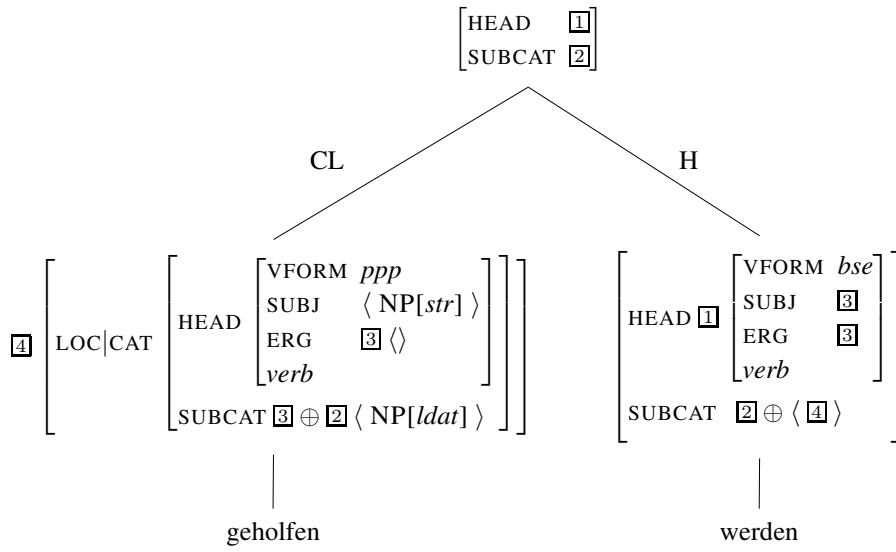 HEAD 1
SUBCAT 2
CL H
VFORM ppp
SUBJ ⟨ NP[str] ⟩
HEAD
ERG 3 ⟨⟩
verb
4 LOC|CAT
SUBCAT 3 ⊕ 2 ⟨ NP[ldat] ⟩
VFORM bse
SUBJ 3
HEAD 1
ERG 3
verb
SUBCAT 2 ⊕ ⟨ 4 ⟩
geholfen werden